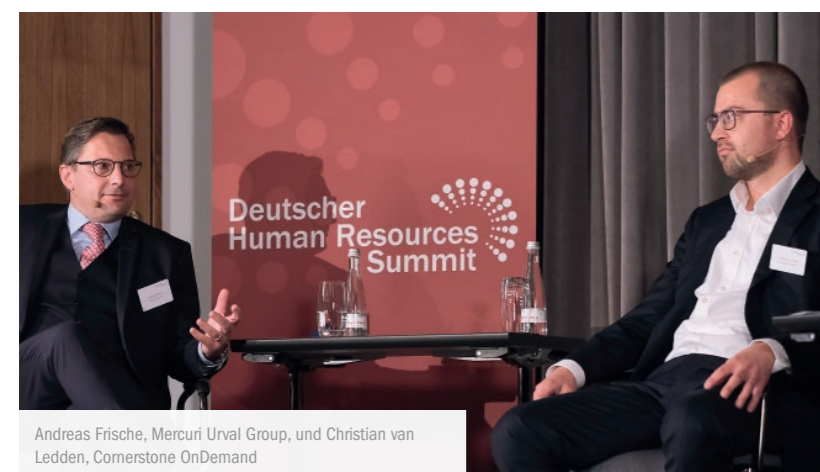 Deutscher
Human Resources
Summit
Andreas Frische, Mercuri Urval Group, und Christian van
Ledden, Cornerstone OnDemand